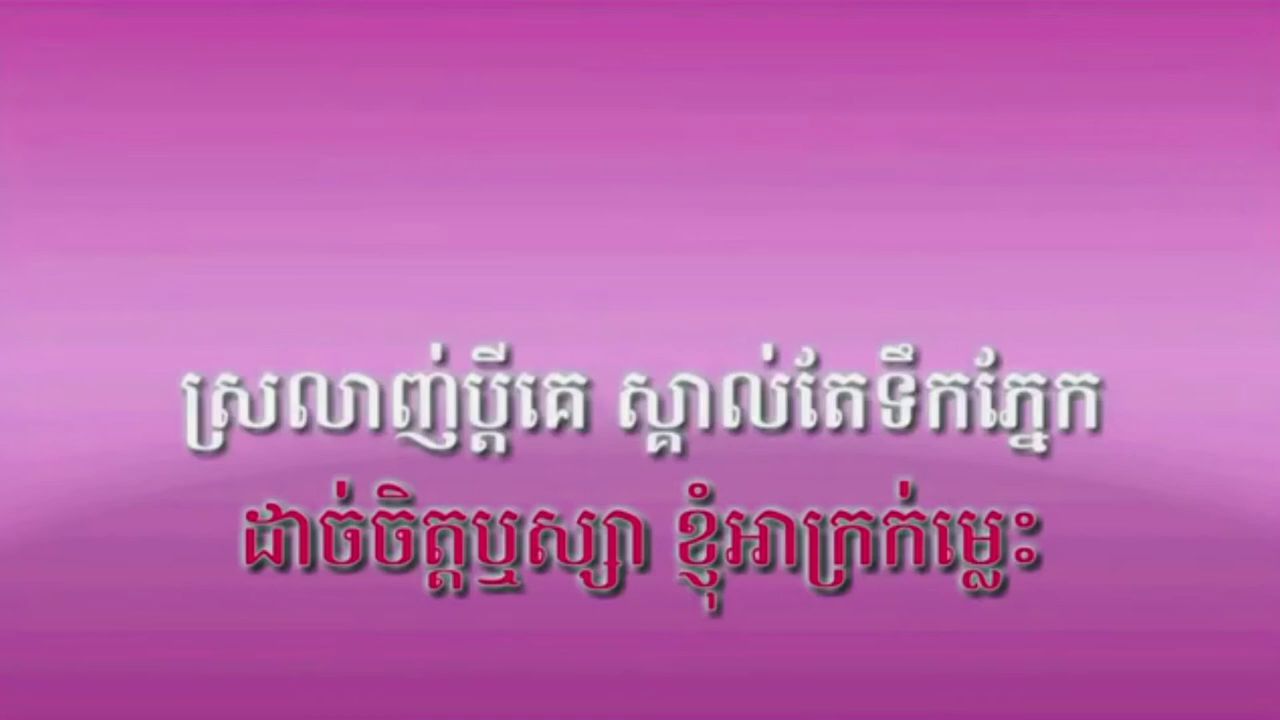 ស្រលាញ់ប្ដីគេ ស្គាល់តែទឹកភ្នែក
ដាច់ចិត្តឬស្សា ខ្ញុំអាក្រក់ម្លេះ